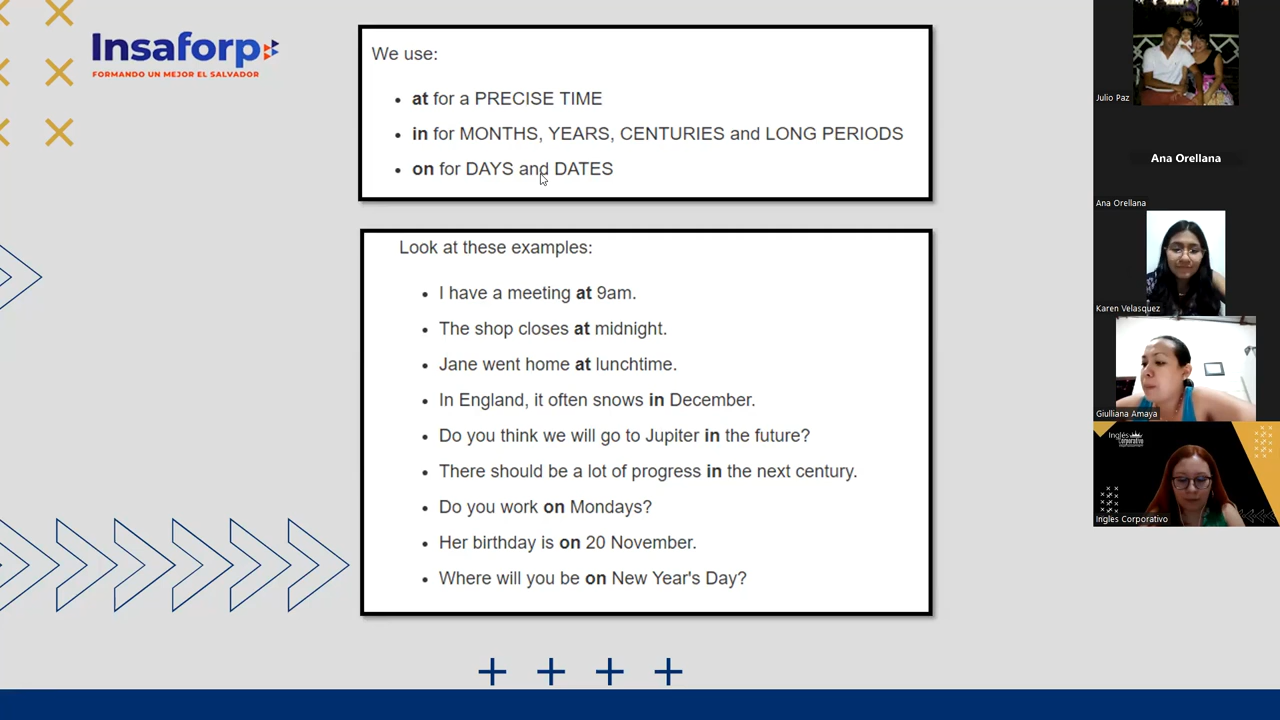 Insaforp
FORMANDO UN MEJOR EL SALVADOR
We use:
• at for a PRECISE TIME
• in for MONTHS, YEARS, CENTURIES and LONG PERIODS
• on for DAYS and DATES
Look at these examples:
• I have a meeting at 9am.
• The shop closes at midnight.
• Jane went home at lunchtime.
• In England, it often snows in December.
• Do you think we will go to Jupiter in the future?
• There should be a lot of progress in the next century.
• Do you work on Mondays?
• Her birthday is on 20 November.
• Where will you be on New Year's Day?
Julio Paz
Ana Orellana
Ana Orellana
Karen Velasquez
Giulliana Amaya
Inglés
Corporativo
Ingles Corporativo